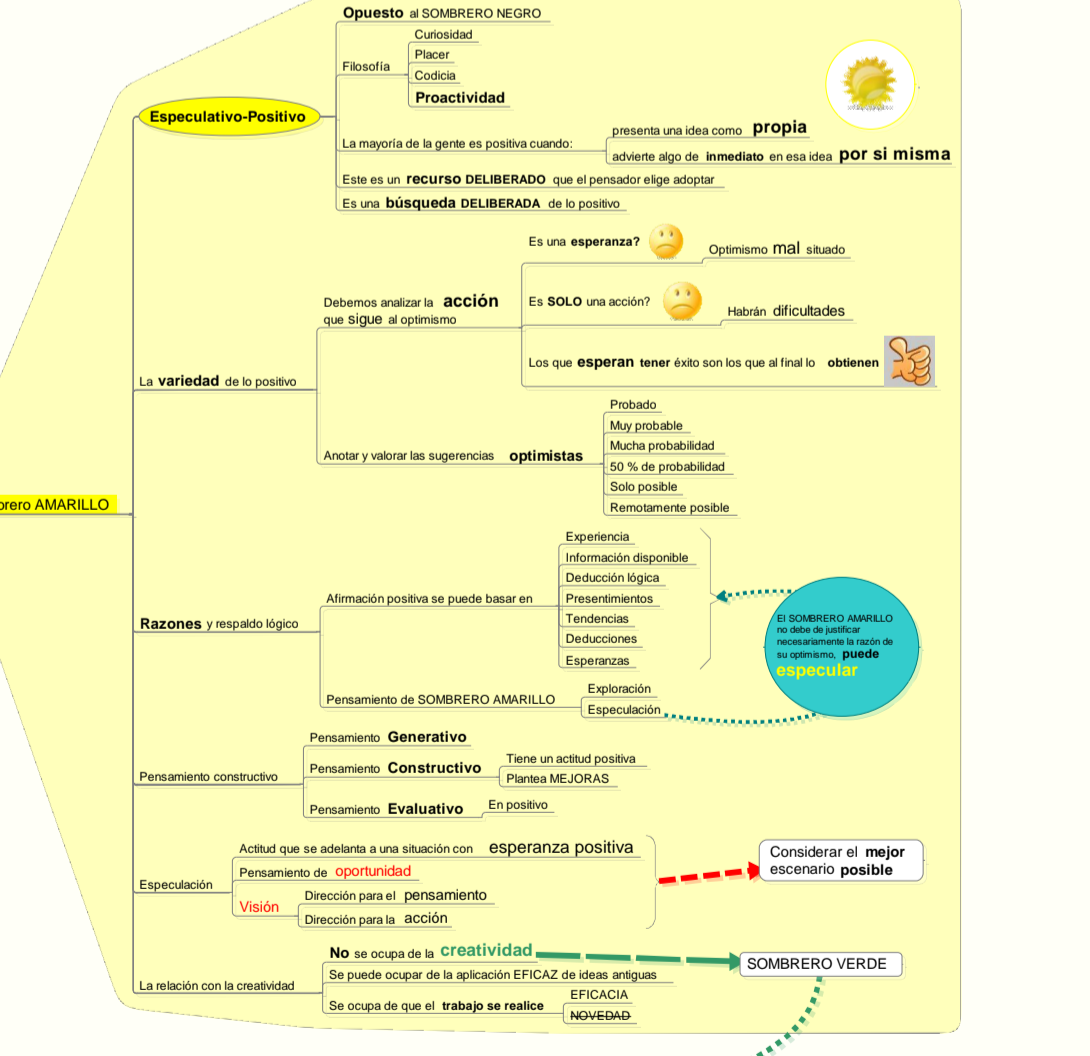 Opuesto al SOMBRERO NEGRO
Curiosidad
Placer
Filosofía
Codicia
Proactividad
Especulativo-Positivo
presenta una idea como propia
La mayoría de la gente es positiva cuando:
advierte algo de inmediato en esa idea por si misma
Este es un recurso DELIBERADO que el pensador elige adoptar
Es una búsqueda DELIBERADA de lo positivo
Es una esperanza?
Optimismo mal situado
Debemos analizar la acción
que sigue al optimismo
Es SOLO una acción?
Habrán dificultades
Los que esperan tener éxito son los que al final lo obtienen
La variedad de lo positivo
Probado
Muy probable
Mucha probabilidad
Anotar y valorar las sugerencias optimistas
50 % de probabilidad
Solo posible
Remotamente posible
brero AMARILLO
Experiencia
Información disponible
Deducción lógica
Afirmación positiva se puede basar en
Presentimientos
Tendencias
Deducciones
Esperanzas
Razones y respaldo lógico
El SOMBRERO AMARILLO
no debe de justificar
necesariamente la razón de
su optimismo, puede
especular
Pensamiento de SOMBRERO AMARILLO
Exploración
Especulación
Pensamiento Generativo
Pensamiento constructivo
Pensamiento Constructivo
Tiene un actitud positiva
Plantea MEJORAS
Pensamiento Evaluativo
En positivo
Actitud que se adelanta a una situación con esperanza positiva
Pensamiento de oportunidad
Especulación
Visión
Dirección para el pensamiento
Dirección para la acción
Considerar el mejor
escenario posible
No se ocupa de la creatividad
SOMBRERO VERDE
Se puede ocupar de la aplicación EFICAZ de ideas antiguas
La relación con la creatividad
Se ocupa de que el trabajo se realice
EFICACIA
NOVEDAD